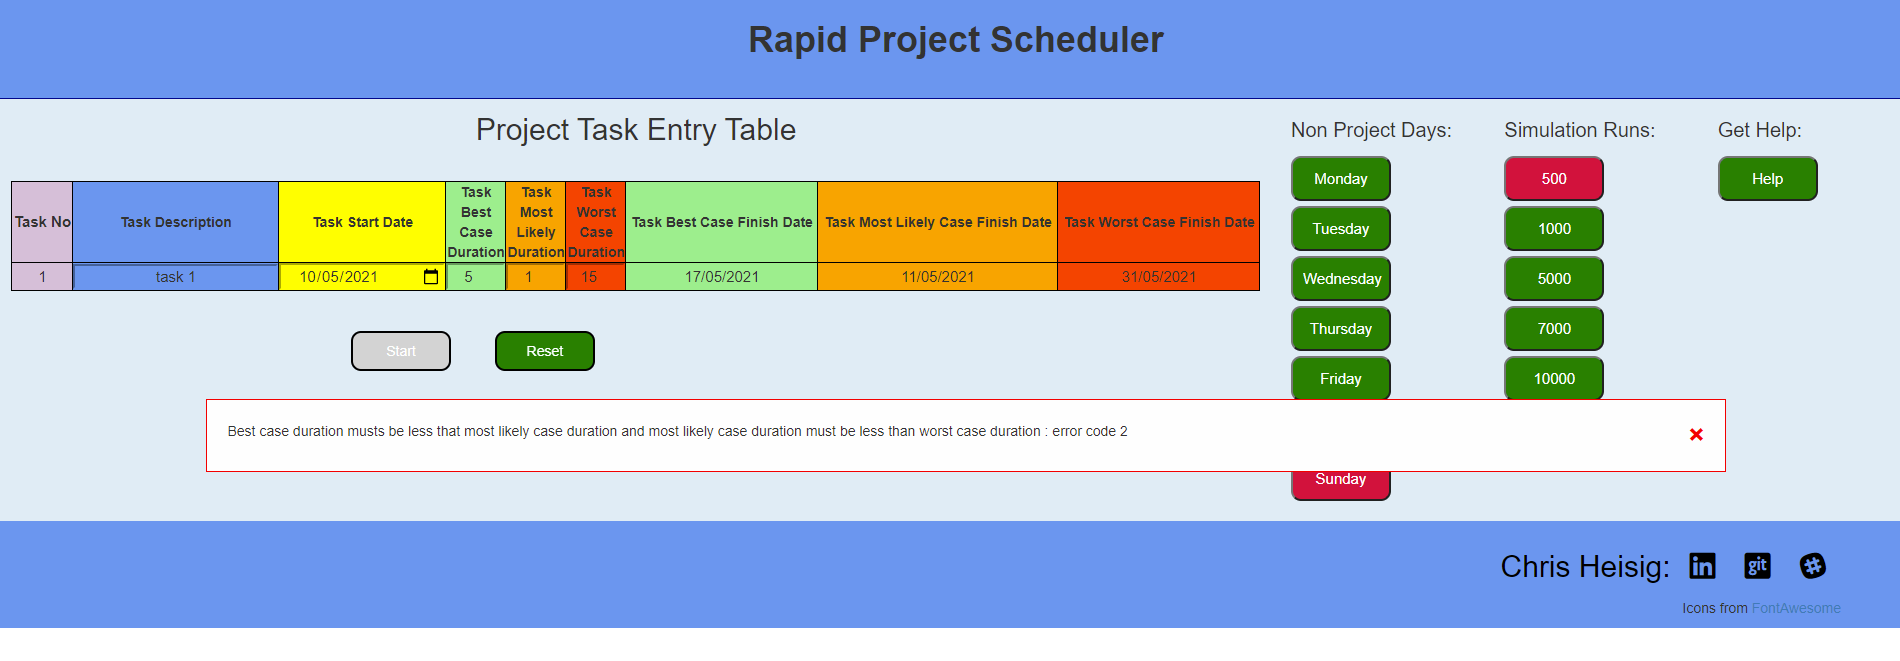 Rapid Project Scheduler
Project Task Entry Table
Task No
Task Description
Task Start Date
Task Best Case Duration
Task Most Likely Duration
Task Worst Case Duration
Task Best Case Finish Date
Task Most Likely Case Finish Date
Task Worst Case Finish Date
1
task 1
10/05/2021
5
1
15
17/05/2021
11/05/2021
31/05/2021
Start
Reset
Non Project Days:
Monday
Tuesday
Wednesday
Thursday
Friday
Sunday
Simulation Runs:
500
1000
5000
7000
10000
Get Help:
Help
Best case duration musts be less that most likely case duration and most likely case duration must be less than worst case duration : error code 2
Chris Heisig:
in
git
Icons from FontAwesome